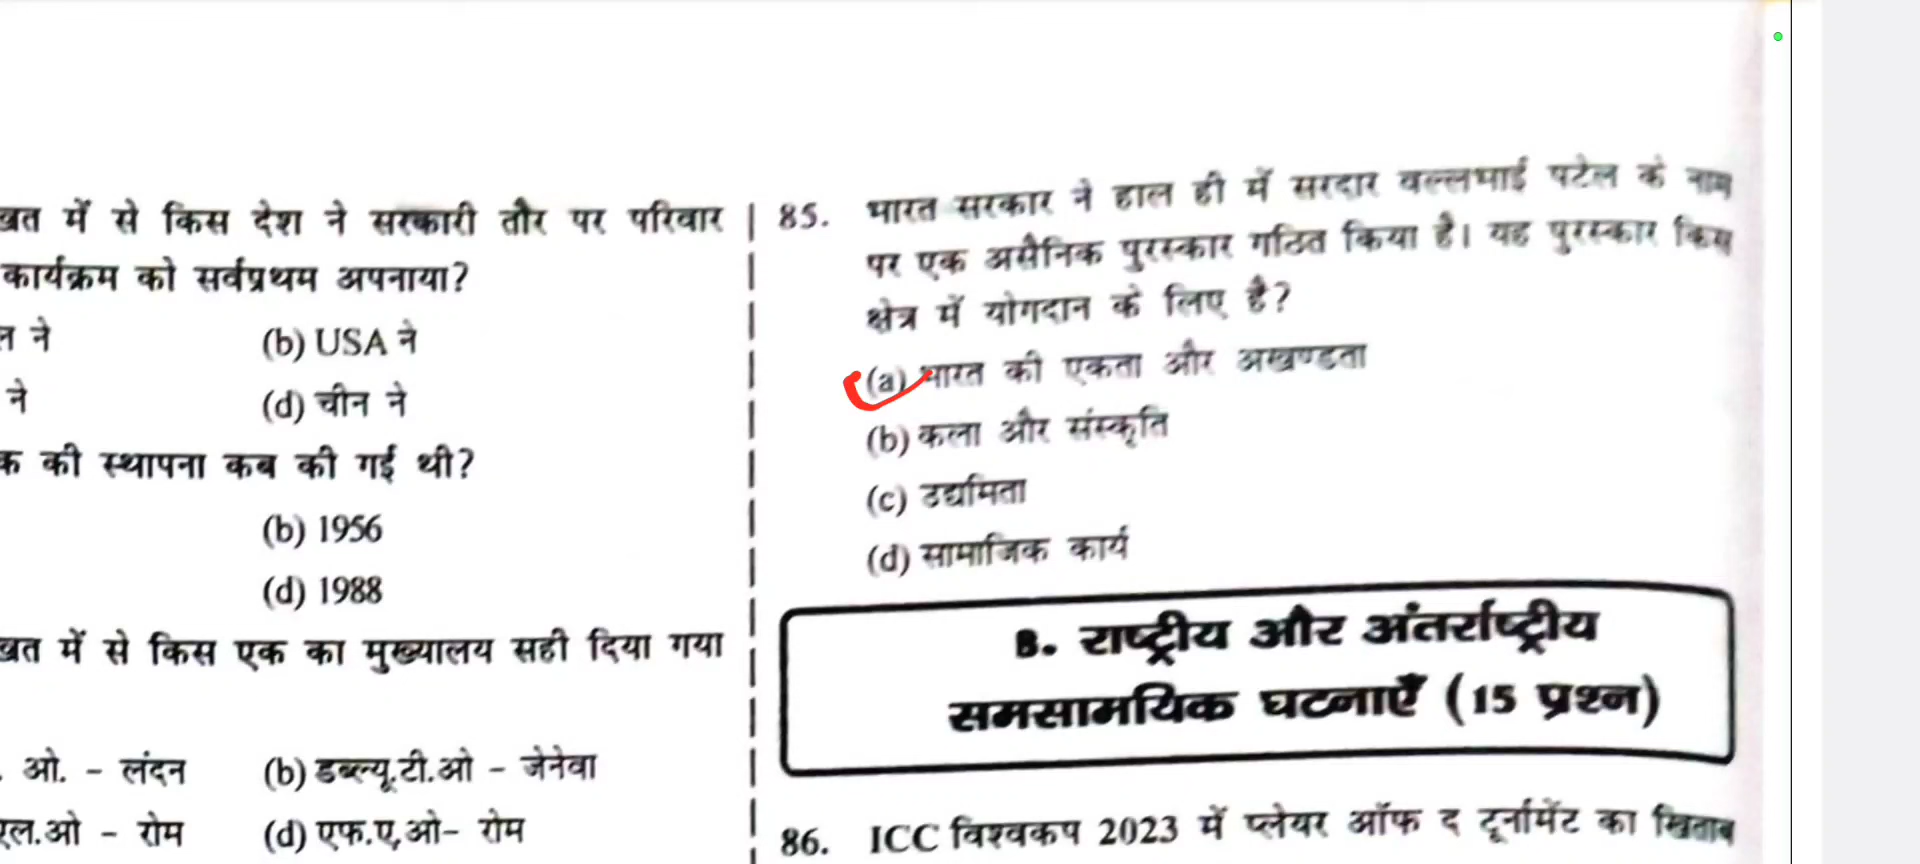 में से किस देश ने सरकारी तौर पर परिवार
कार्यक्रम को सर्वप्रथम अपनाया?
ने
(b) USA ने
ने
(d) चीन ने
की स्थापना कब की गई थी?
(b) 1956
(d) 1988
में से किस एक का मुख्यालय सही दिया गया
ओ. - लंदन
(b) डब्ल्यू.टी.ओ - जेनेवा
एल.ओ - रोम
(d) एफ.ए.ओ- रोम
85. भारत सरकार ने हाल ही में सरदार वल्लभाई पटेल के नाम
पर एक असैनिक पुरस्कार गठित किया है। यह पुरस्कार किस
क्षेत्र में योगदान के लिए है?
(a) भारत की एकता और अखण्डता
(b) कला और संस्कृति
(c) उद्यमिता
(d) सामाजिक कार्य
B. राष्ट्रीय और अंतर्राष्ट्रीय
समसामयिक घटनाएँ (15 प्रश्न)
86. ICC विश्वकप 2023 में प्लेयर ऑफ द टूर्नामेंट का खिताब